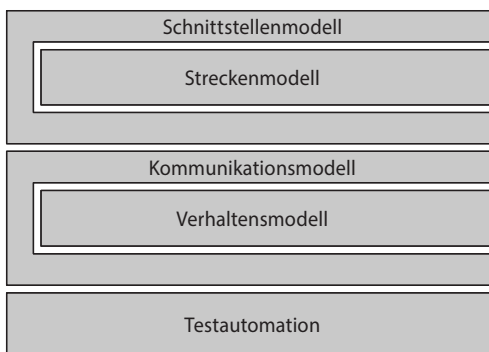 Schnittstellenmodell
Streckenmodell
Kommunikationsmodell
Verhaltensmodell
Testautomation